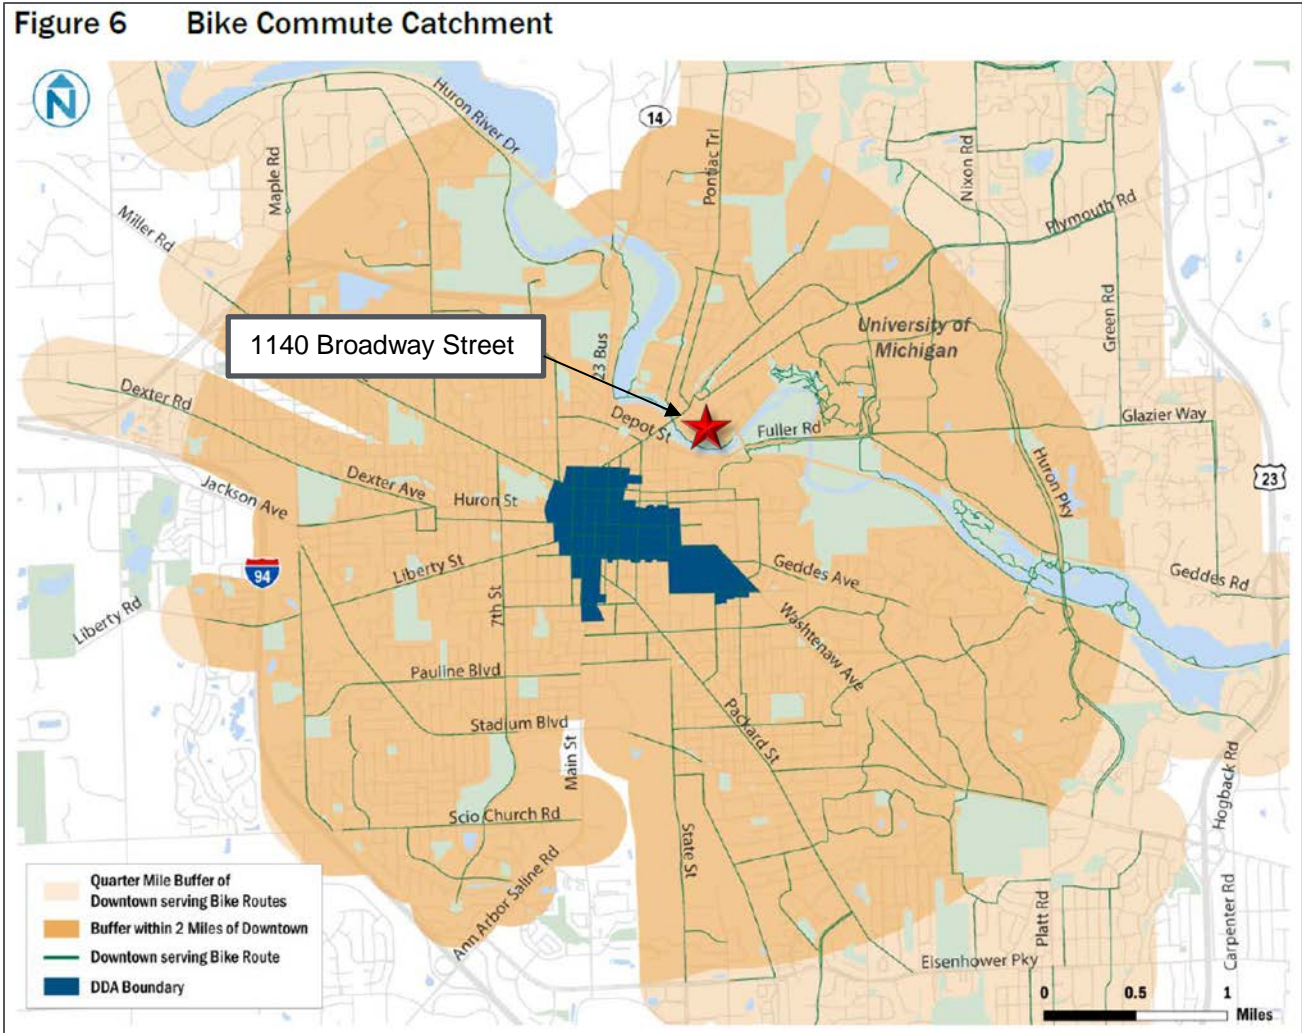 Figure 6 Bike Commute Catchment
N
Huron River Dr
14
Pontiac Trl
Nixon Rd
Maple Rd
Plymouth Rd
Miller Rd
Green Rd
University of
Michigan
1140 Broadway Street
23 Bus
Dexter Rd
Depot St
Fuller Rd
Glazier Way
Jackson Ave
Dexter Ave
Huron St
Huron Pky
23
94
Liberty St
Geddes Ave
Geddes Rd
Liberty Rd
7th St
Washtenaw Ave
Pauline Blvd
Packard St
Stadium Blvd
Main St
Hogback Rd
Scio Church Rd
State St
Ann Arbor Saline Rd
Platt Rd
Carpenter Rd
Eisenhower Pky
Quarter Mile Buffer of
Downtown serving Bike Routes
Buffer within 2 Miles of Downtown
Downtown serving Bike Route
DDA Boundary
0 0.5 1
Miles